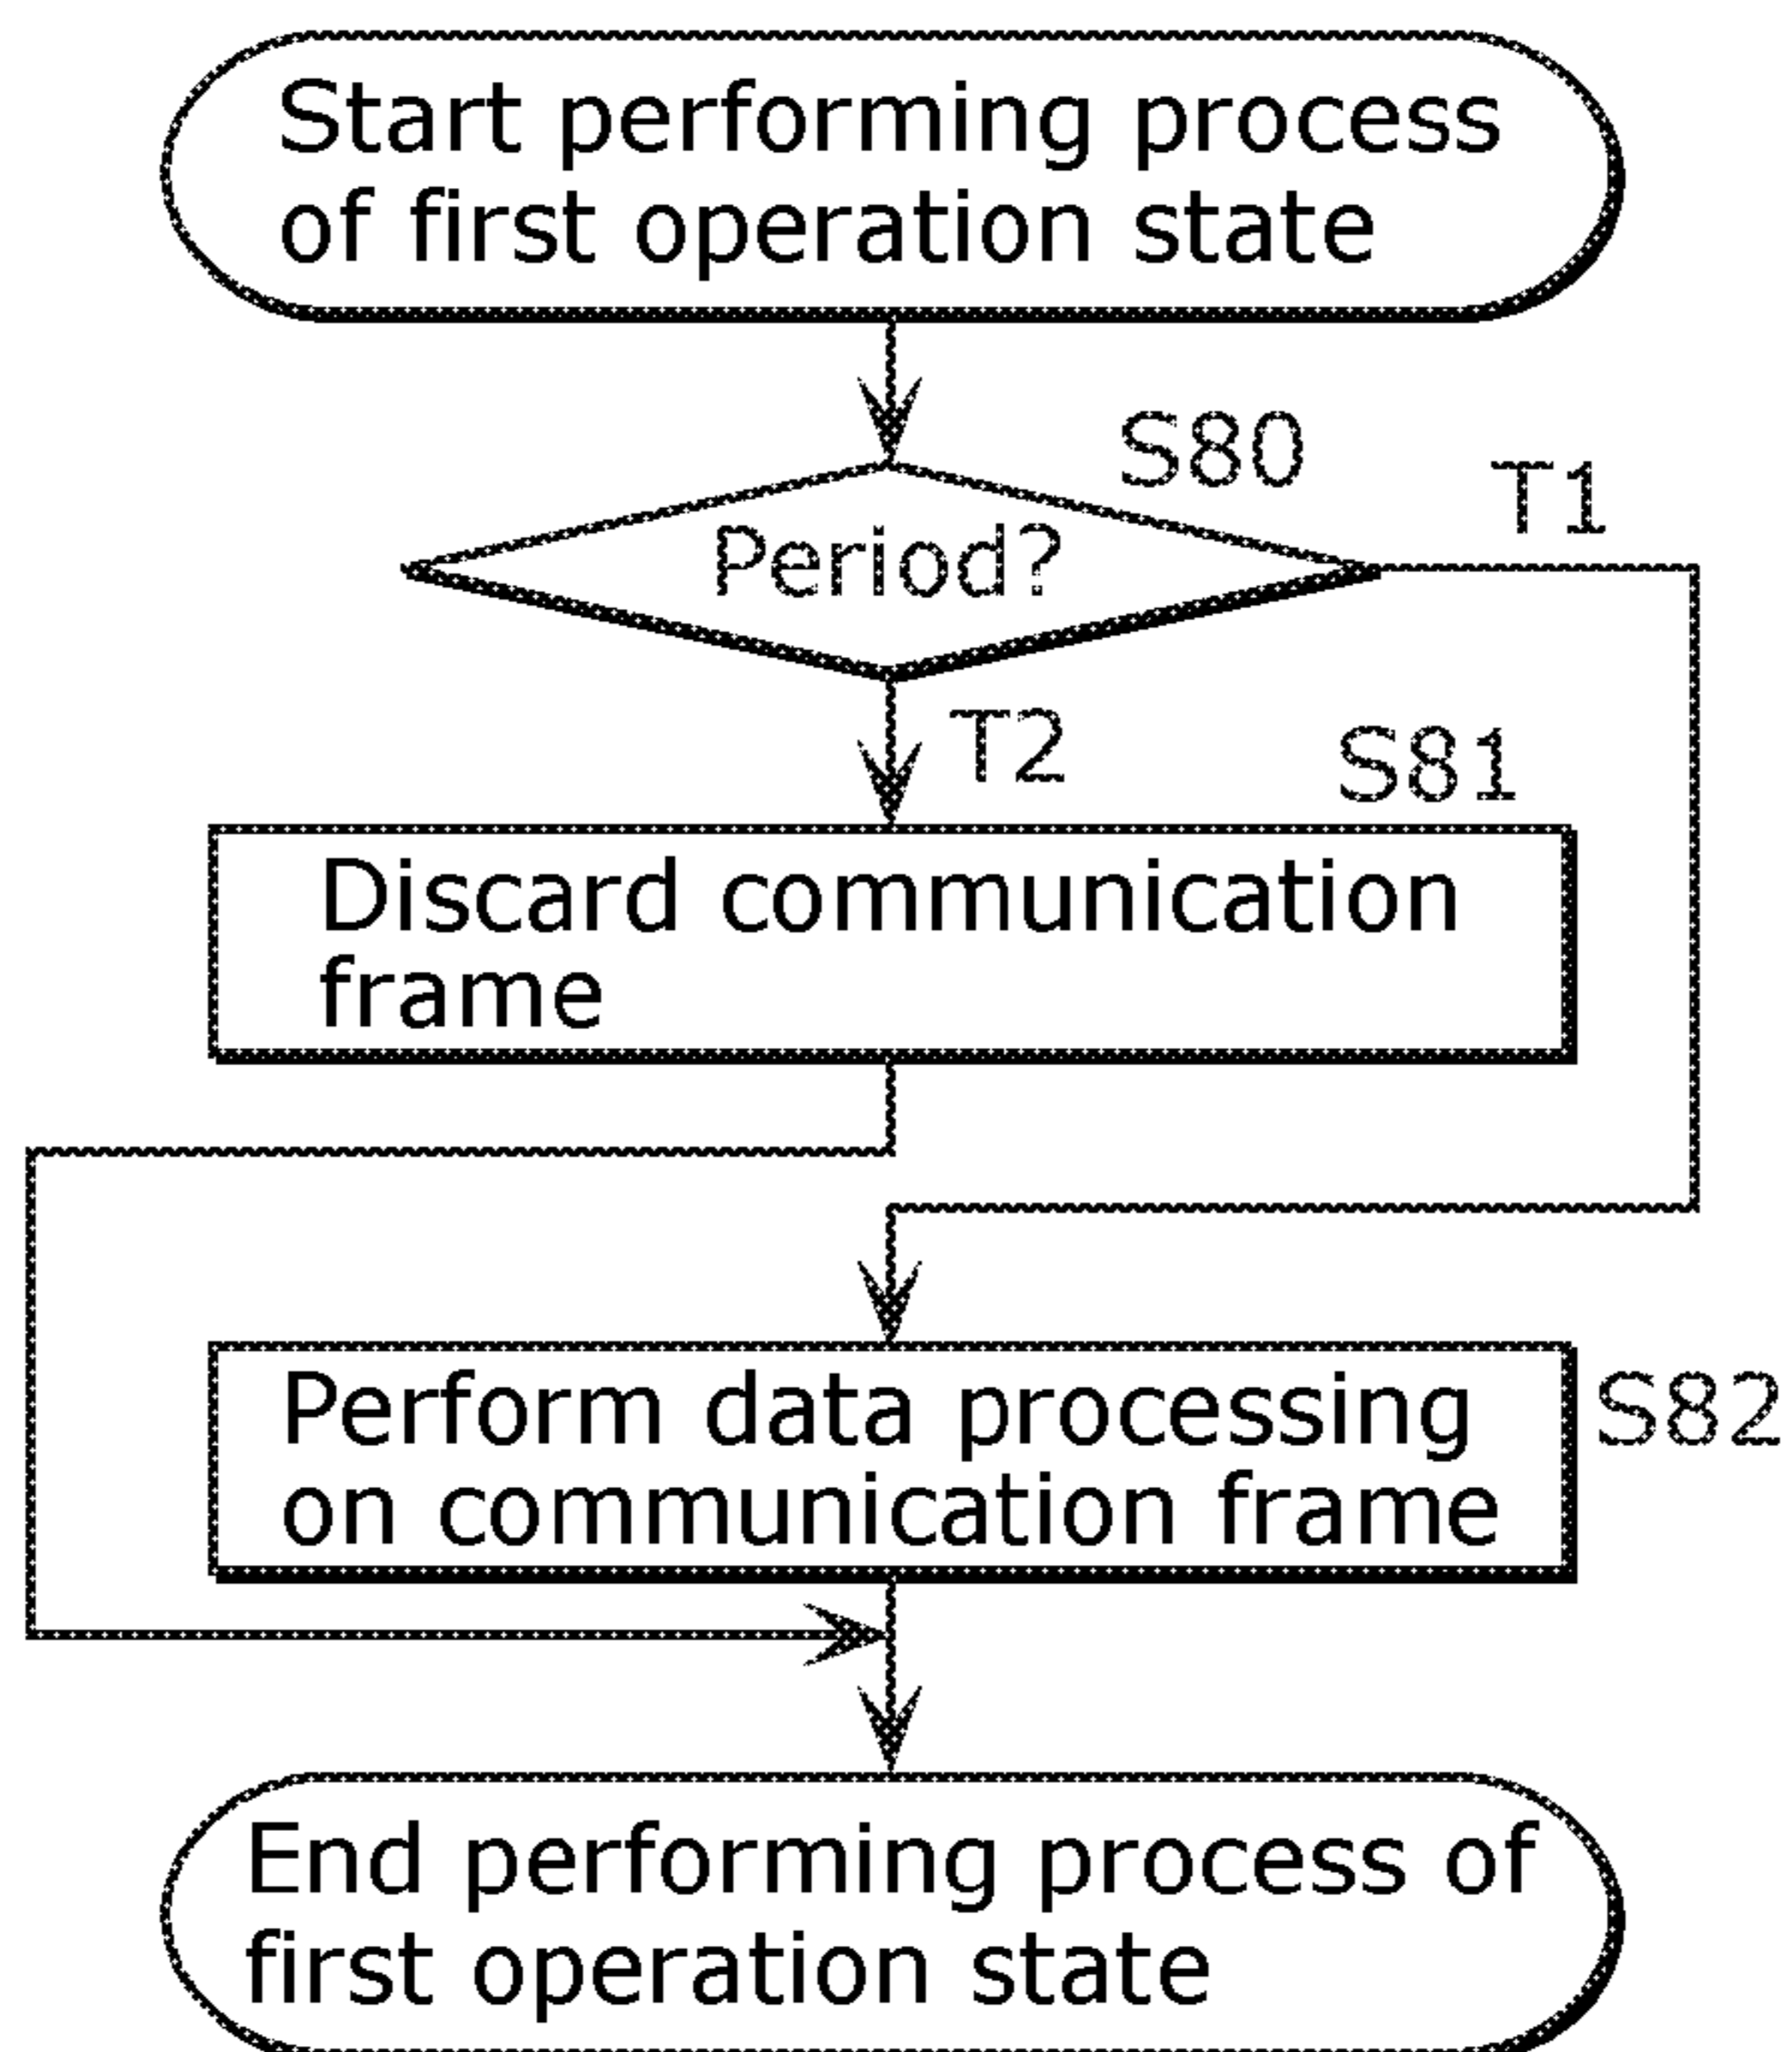 Start performing process
of first operation state
S80
T1
Period?
T2
S81
Discard communication
frame
Perform data processing
on communication frame
S82
End performing process of
first operation state